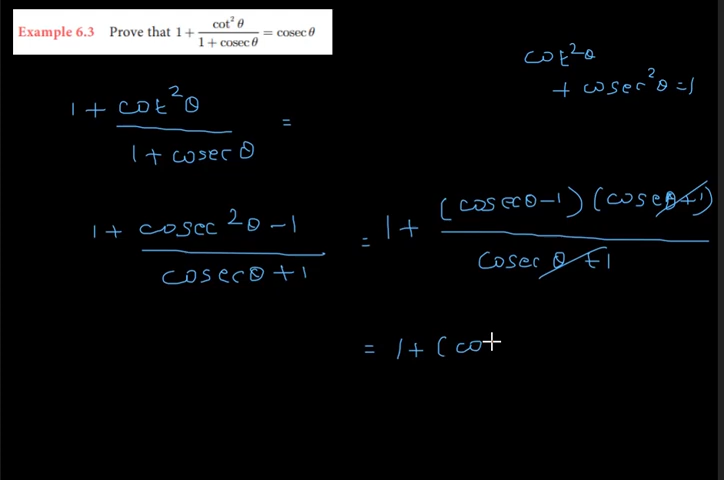 Example 6.3 Prove that 1 + cot² θ / 1 + cosec θ = cosec θ
cot²θ
+ cosec²θ = 1
1 + cot²θ / 1 + cosec θ =
1 + cosec²θ - 1 / cosecθ + 1 = 1 + (cosecθ - 1) (cosecθ + 1) / cosec θ + 1
= 1 + ( co